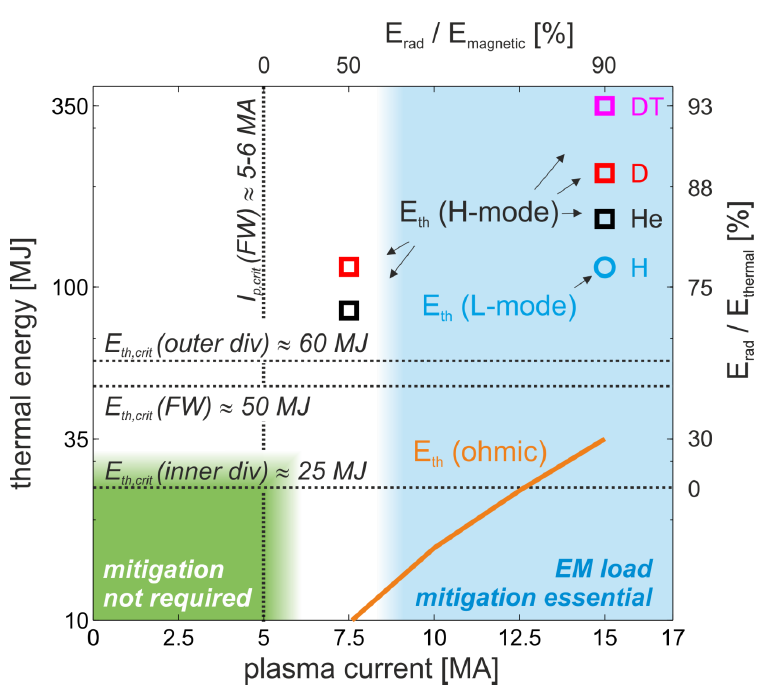 E_rad / E_magnetic [%]
0 50 90
350 93
DT
I_p,crit (FW) ≈ 5-6 MA
D
88
E_th (H-mode)
He
H
100 75
E_th (L-mode)
thermal energy [MJ]
E_rad / E_thermal [%]
E_th,crit (outer div) ≈ 60 MJ
E_th,crit (FW) ≈ 50 MJ
35 30
E_th (ohmic)
E_th,crit (inner div) ≈ 25 MJ
0
mitigation
not required
EM load
mitigation essential
10
0 2.5 5 7.5 10 12.5 15 17
plasma current [MA]